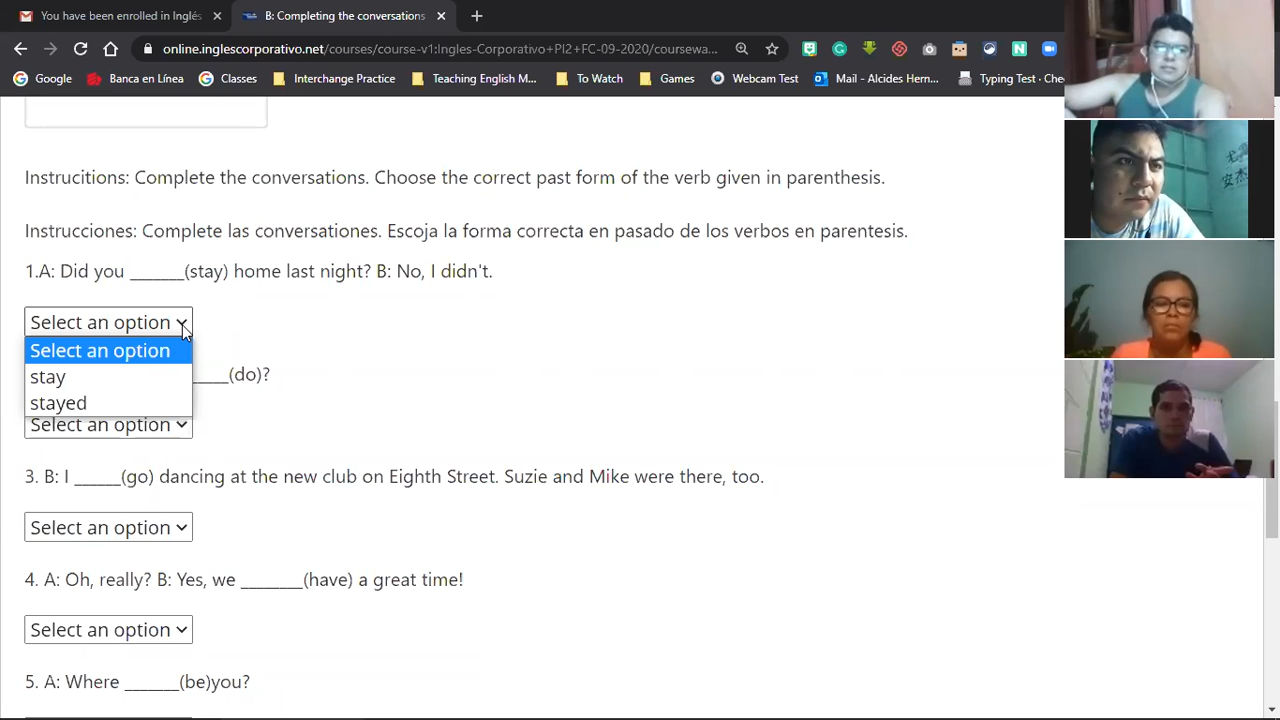 You have been enrolled in Inglés
B: Completing the conversations
online.inglescorporativo.net/courses/course-v1:Ingles-Corporativo+PI2+FC-09-2020/coursewa...
Google
Banca en Línea
Classes
Interchange Practice
Teaching English M...
To Watch
Games
Webcam Test
Mail - Alcides Hern...
Typing Test - Che
Instrucitions: Complete the conversations. Choose the correct past form of the verb given in parenthesis.
Instrucciones: Complete las conversationes. Escoja la forma correcta en pasado de los verbos en parentesis.
1.A: Did you _______(stay) home last night? B: No, I didn't.
Select an option
Select an option
stay
stayed
_____(do)?
Select an option
3. B: I ______(go) dancing at the new club on Eighth Street. Suzie and Mike were there, too.
Select an option
4. A: Oh, really? B: Yes, we ________(have) a great time!
Select an option
5. A: Where _______(be)you?